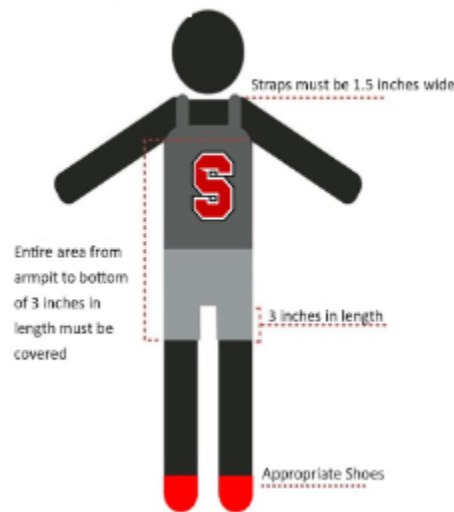 Straps must be 1.5 inches wide
S
Entire area from
armpit to bottom
of 3 inches in
length must be
covered
3 inches in length
Appropriate Shoes